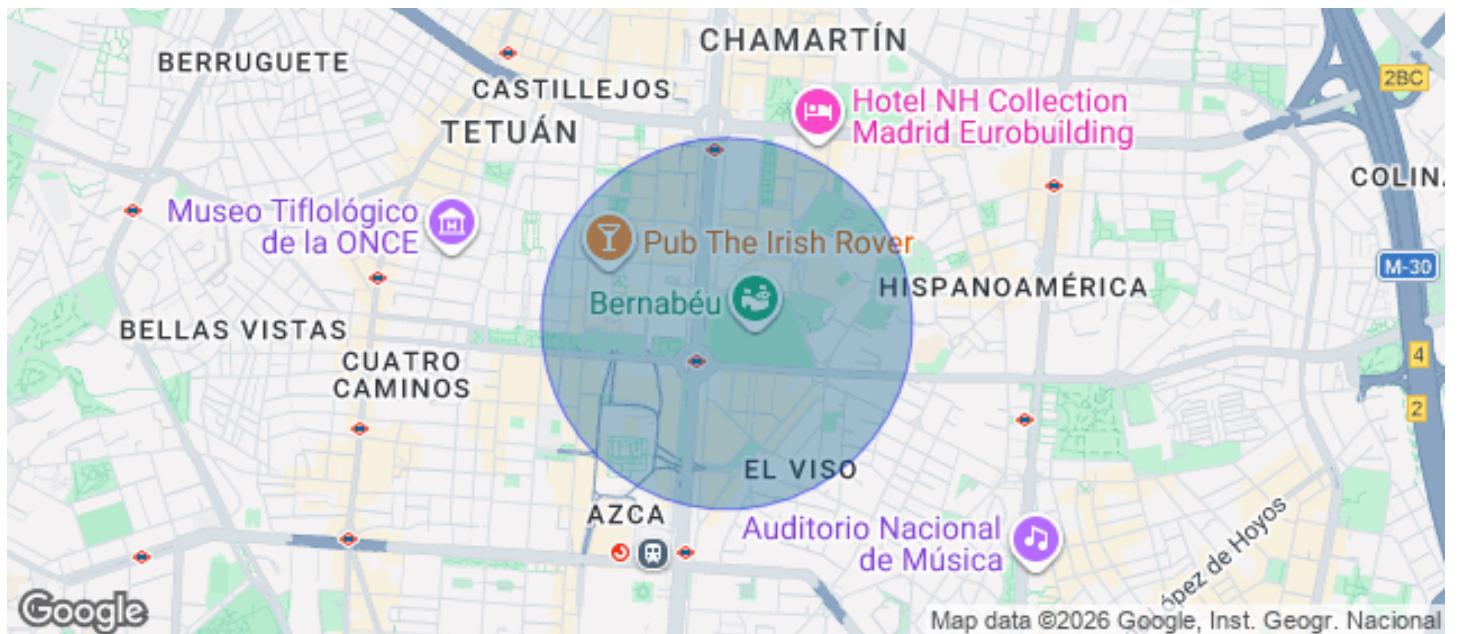 CHAMARTÍN
BERRUGUETE
2BC
CASTILLEJOS
Hotel NH Collection
Madrid Eurobuilding
TETUÁN
COLIN
Museo Tiflológico
de la ONCE
Pub The Irish Rover
M-30
HISPANOAMÉRICA
Bernabéu
BELLAS VISTAS
4
CUATRO
CAMINOS
2
EL VISO
AZCA
Auditorio Nacional
de Música
ópez de Hoyos
Google
Map data ©2026 Google, Inst. Geogr. Nacional